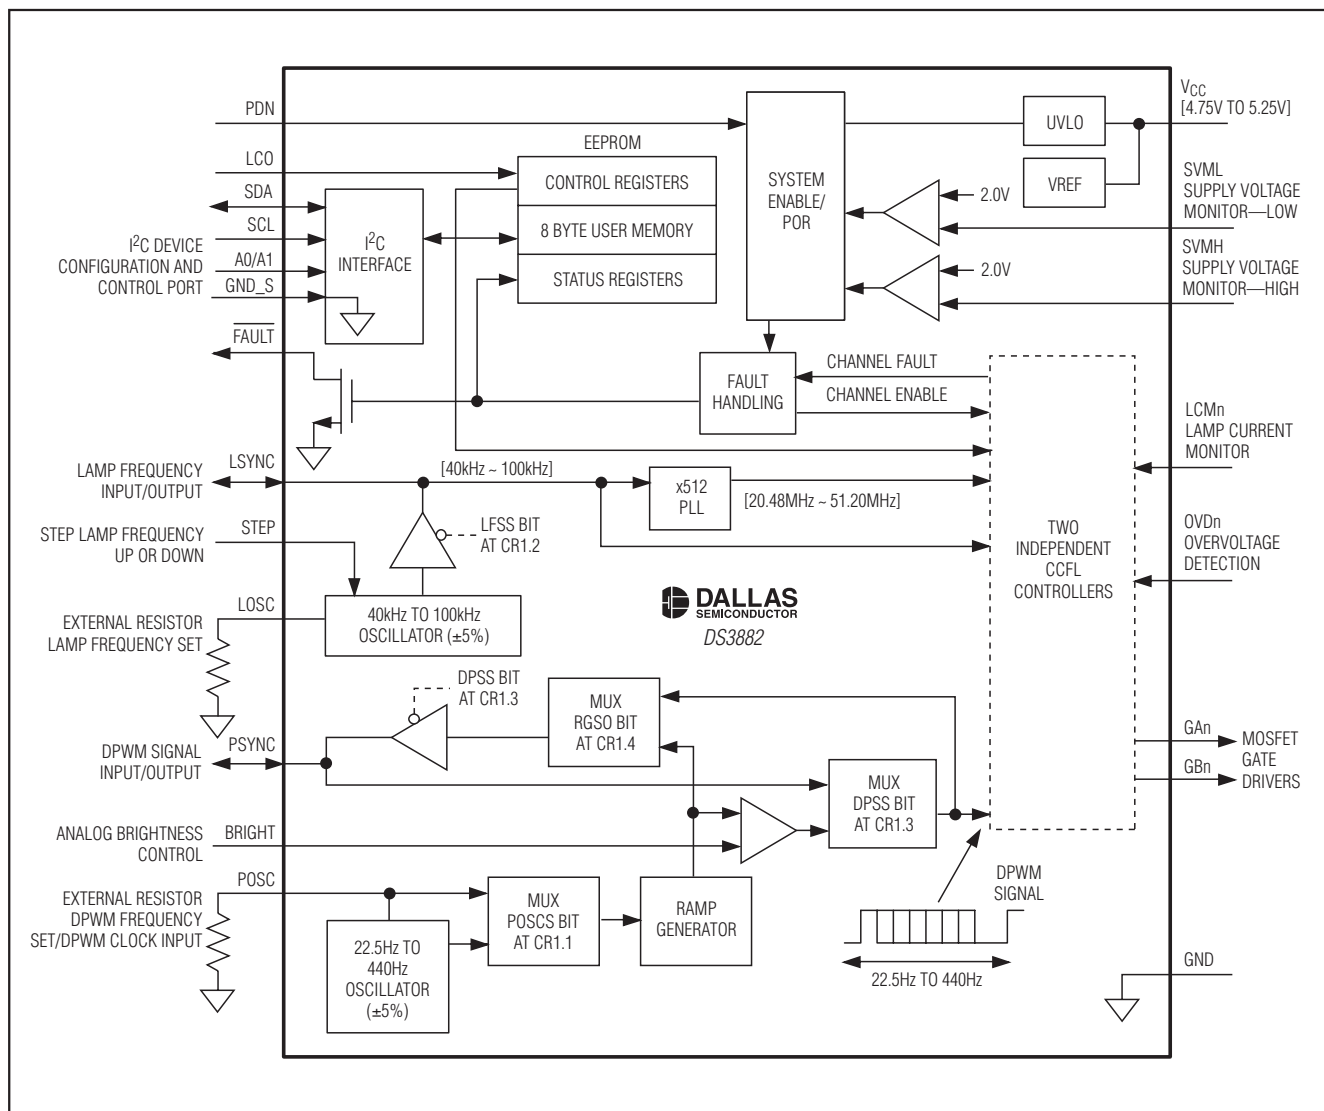 PDN
LCO
SDA
SCL
A0/A1
GND_S
I²C DEVICE
CONFIGURATION AND
CONTROL PORT
FAULT
I²C
INTERFACE
EEPROM
CONTROL REGISTERS
8 BYTE USER MEMORY
STATUS REGISTERS
SYSTEM
ENABLE/
POR
UVLO
VREF
VCC
[4.75V TO 5.25V]
2.0V
SVML
SUPPLY VOLTAGE
MONITOR—LOW
2.0V
SVMH
SUPPLY VOLTAGE
MONITOR—HIGH
FAULT
HANDLING
CHANNEL FAULT
CHANNEL ENABLE
LAMP FREQUENCY
INPUT/OUTPUT
LSYNC
[40kHz ~ 100kHz]
x512
PLL
[20.48MHz ~ 51.20MHz]
TWO
INDEPENDENT
CCFL
CONTROLLERS
LCMn
LAMP CURRENT
MONITOR
OVDn
OVERVOLTAGE
DETECTION
STEP LAMP FREQUENCY
UP OR DOWN
STEP
LFSS BIT
AT CR1.2
EXTERNAL RESISTOR
LAMP FREQUENCY SET
LOSC
40kHz TO 100kHz
OSCILLATOR (±5%)
DALLAS
SEMICONDUCTOR
DS3882
DPSS BIT
AT CR1.3
MUX
RGSO BIT
AT CR1.4
DPWM SIGNAL
INPUT/OUTPUT
PSYNC
MUX
DPSS BIT
AT CR1.3
GAn
GBn
MOSFET
GATE
DRIVERS
ANALOG BRIGHTNESS
CONTROL
BRIGHT
EXTERNAL RESISTOR
DPWM FREQUENCY
SET/DPWM CLOCK INPUT
POSC
22.5Hz TO
440Hz
OSCILLATOR
(±5%)
MUX
POSCS BIT
AT CR1.1
RAMP
GENERATOR
DPWM
SIGNAL
22.5Hz TO 440Hz
GND